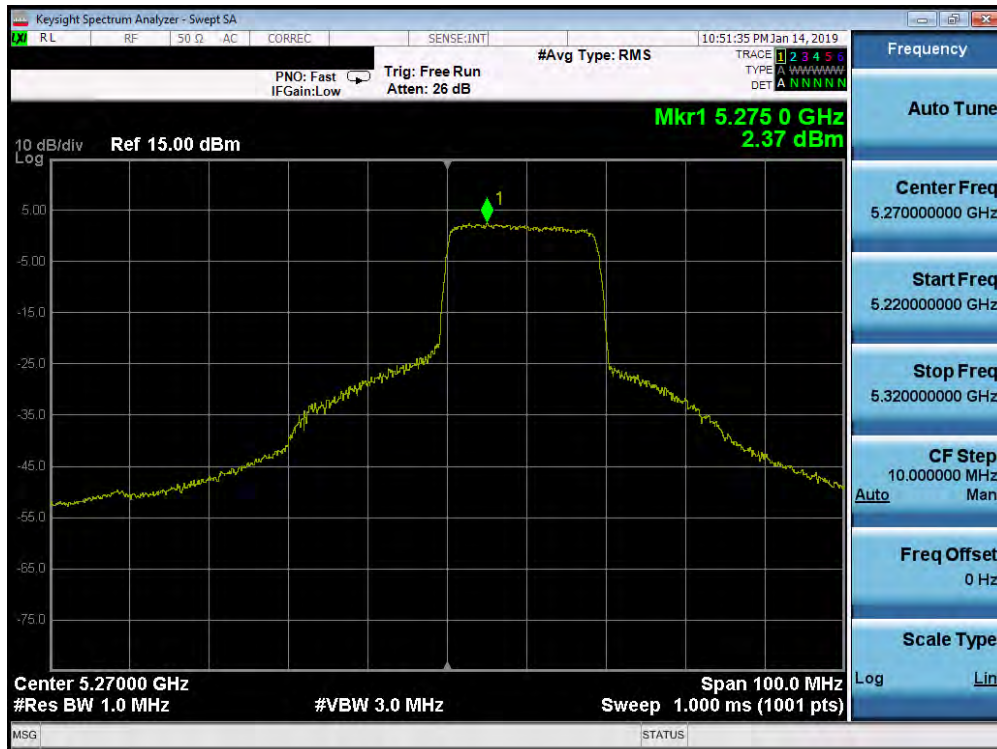 Keysight Spectrum Analyzer - Swept SA
LXI RL RF 50 Ω AC CORREC SENSE:INT 10:51:35 PM Jan 14, 2019
#Avg Type: RMS TRACE 1 2 3 4 5 6
PNO: Fast Trig: Free Run TYPE A WWWWW
IFGain:Low Atten: 26 dB DET A N N N N N
Mkr1 5.275 0 GHz
2.37 dBm
10 dB/div Ref 15.00 dBm
Log
1
5.00
-5.00
-15.0
-25.0
-35.0
-45.0
-55.0
-65.0
-75.0
Center 5.27000 GHz Span 100.0 MHz
#Res BW 1.0 MHz #VBW 3.0 MHz Sweep 1.000 ms (1001 pts)
MSG STATUS
Frequency
Auto Tune
Center Freq
5.270000000 GHz
Start Freq
5.220000000 GHz
Stop Freq
5.320000000 GHz
CF Step
10.000000 MHz
Auto Man
Freq Offset
0 Hz
Scale Type
Log Lin